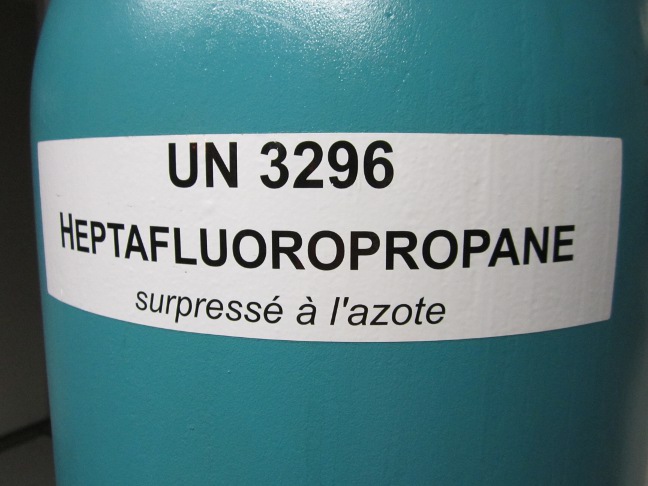 UN 3296
HEPTAFLUOROPROPANE
surpressé à l'azote